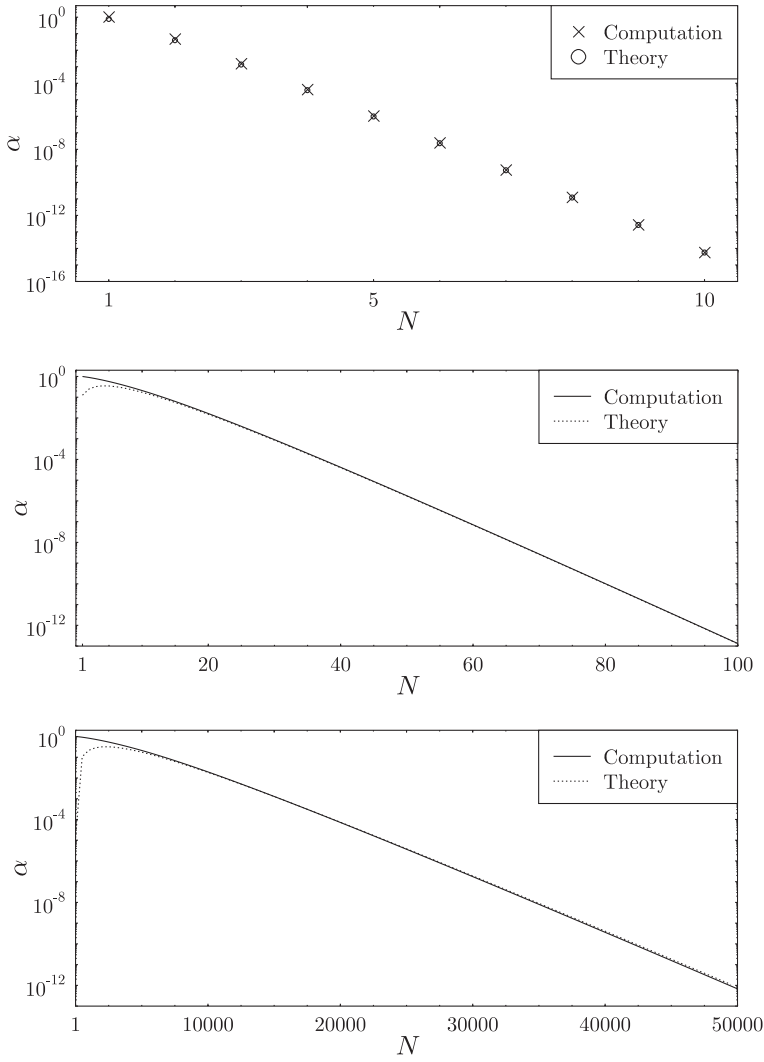 10^0
10^-4
10^-8
10^-12
10^-16
α
Computation
Theory
1 5 10
N
10^0
10^-4
10^-8
10^-12
α
Computation
Theory
1 20 40 60 80 100
N
10^0
10^-4
10^-8
10^-12
α
Computation
Theory
1 10000 20000 30000 40000 50000
N